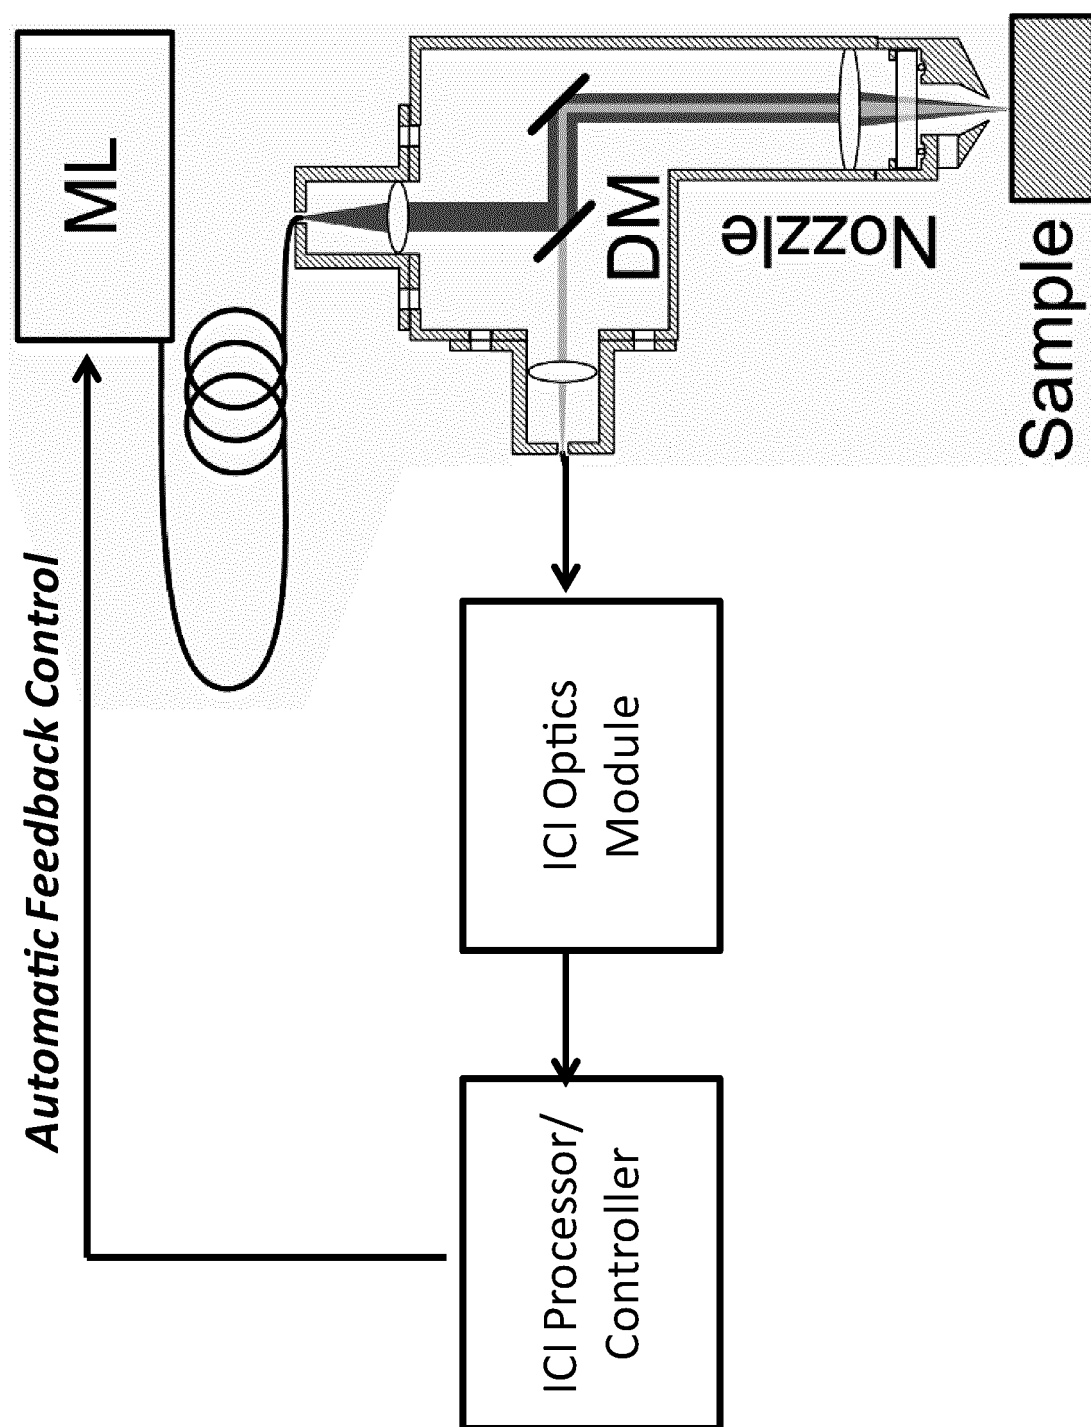 Automatic Feedback Control
ML
DM
Nozzle
Sample
ICI Optics
Module
ICI Processor/
Controller